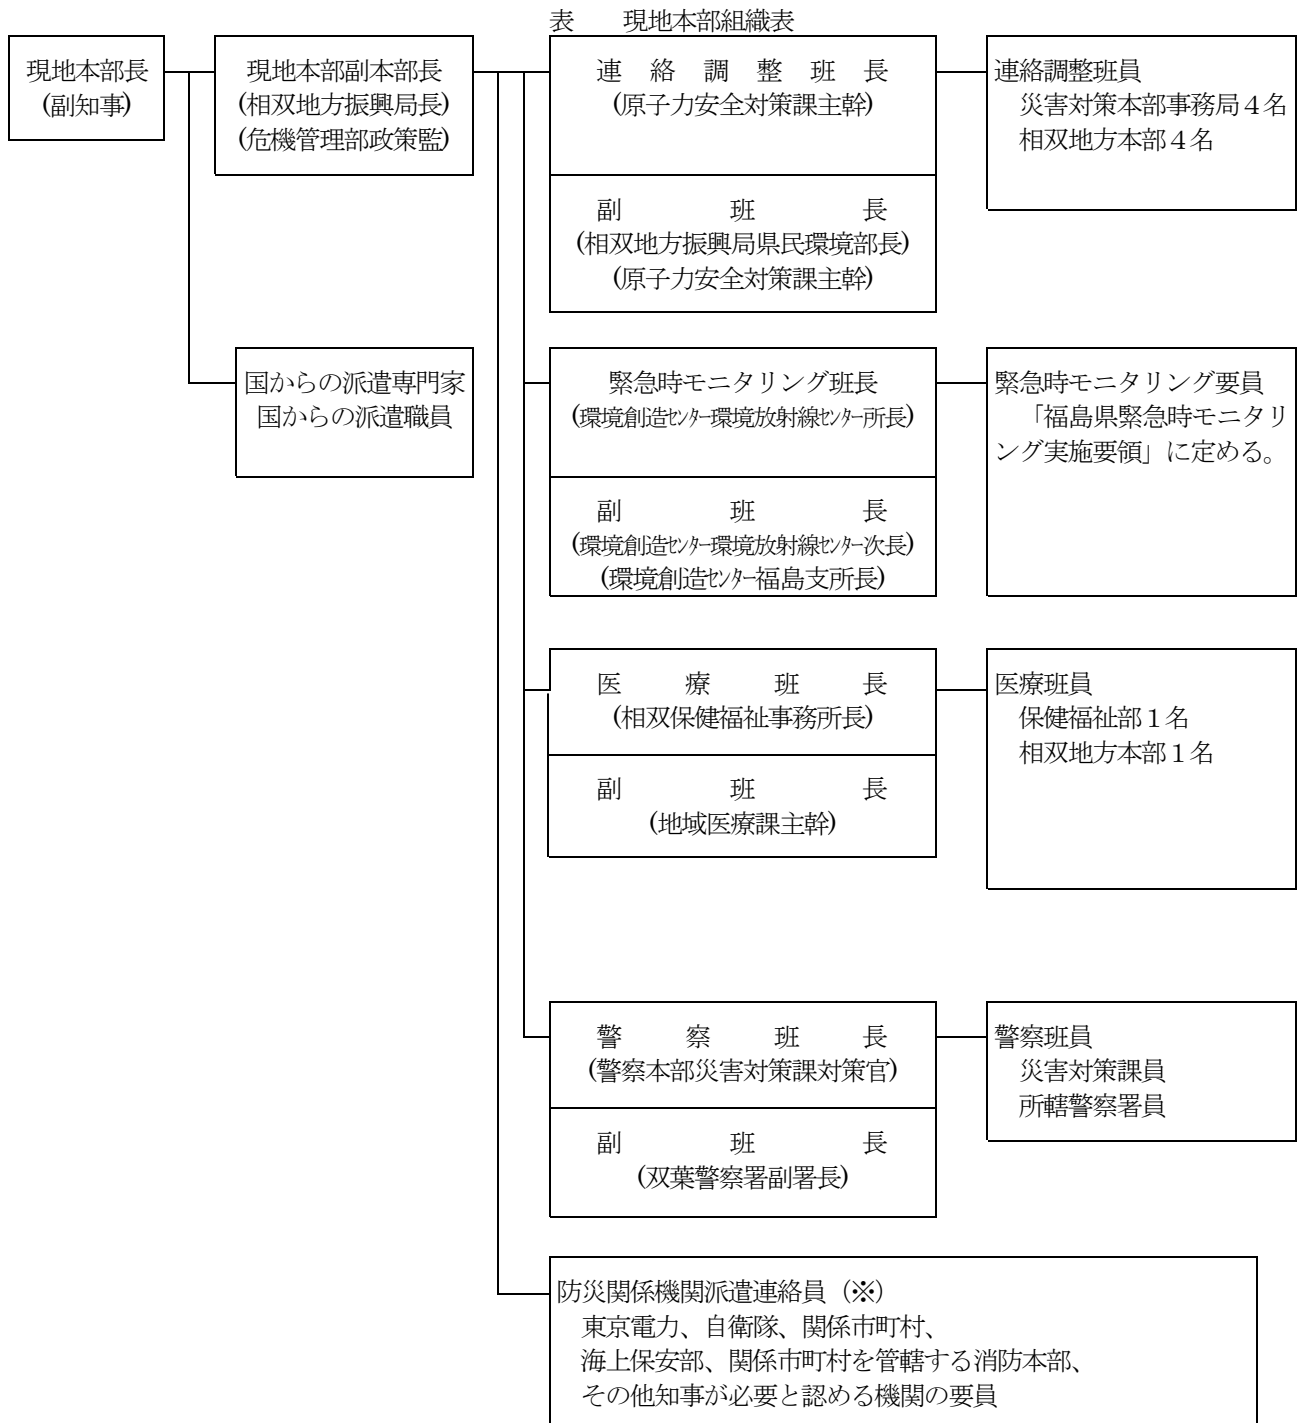 表　現地本部組織表
現地本部長
(副知事)
現地本部副本部長
(相双地方振興局長)
(危機管理部政策監)
国からの派遣専門家
国からの派遣職員
連絡調整班長
(原子力安全対策課主幹)
副班長
(相双地方振興局県民環境部長)
(原子力安全対策課主幹)
連絡調整班員
災害対策本部事務局４名
相双地方本部４名
緊急時モニタリング班長
(環境創造ｾﾝﾀｰ環境放射線ｾﾝﾀｰ所長)
副班長
(環境創造ｾﾝﾀｰ環境放射線ｾﾝﾀｰ次長)
(環境創造ｾﾝﾀｰ福島支所長)
緊急時モニタリング要員
「福島県緊急時モニタリ
ング実施要領」に定める。
医療班長
(相双保健福祉事務所長)
副班長
(地域医療課主幹)
医療班員
保健福祉部１名
相双地方本部１名
警察班長
(警察本部災害対策課対策官)
副班長
(双葉警察署副署長)
警察班員
災害対策課員
所轄警察署員
防災関係機関派遣連絡員（※）
東京電力、自衛隊、関係市町村、
海上保安部、関係市町村を管轄する消防本部、
その他知事が必要と認める機関の要員